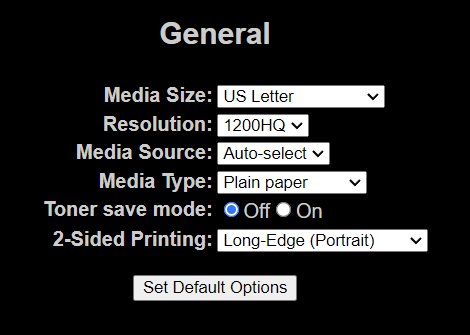 General
Media Size: US Letter
Resolution: 1200HQ
Media Source: Auto-select
Media Type: Plain paper
Toner save mode: Off On
2-Sided Printing: Long-Edge (Portrait)
Set Default Options